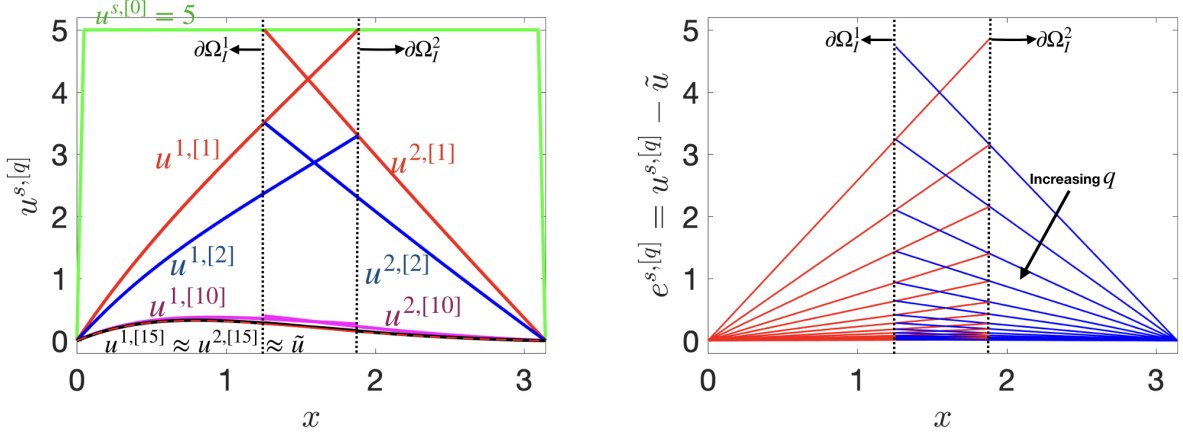 u^{s,[0]} = 5
∂Ω_I^1
∂Ω_I^2
u^{1,[1]}
u^{2,[1]}
u^{1,[2]}
u^{2,[2]}
u^{1,[10]}
u^{2,[10]}
u^{1,[15]} ≈ u^{2,[15]} ≈ ũ
u^{s,[q]}
5
4
3
2
1
0
0
1
2
3
x
∂Ω_I^1
∂Ω_I^2
Increasing q
e^{s,[q]} = u^{s,[q]} − ũ
5
4
3
2
1
0
0
1
2
3
x